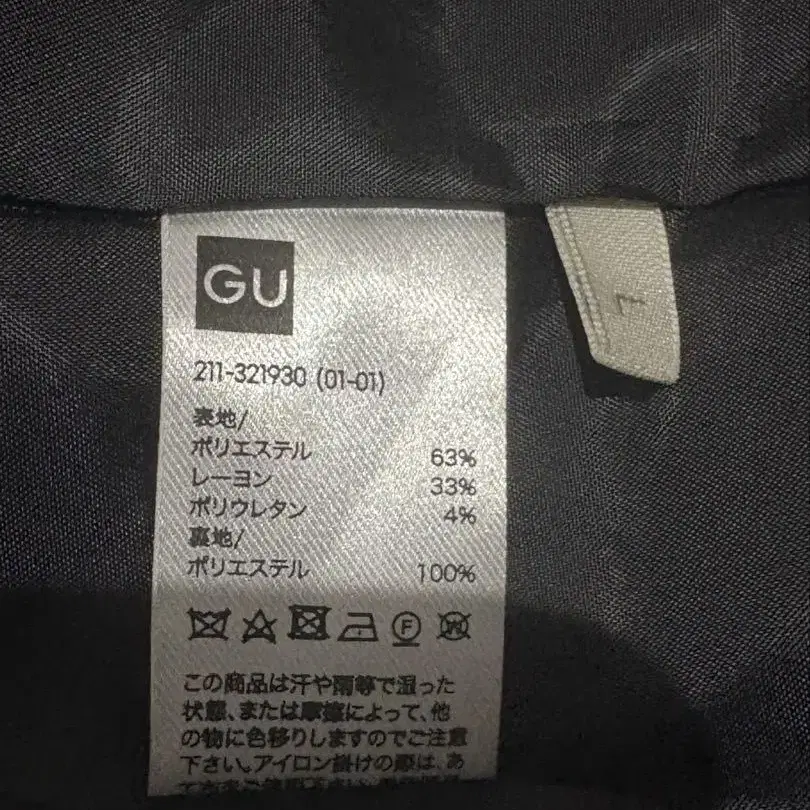 GU
L
211-321930 (01-01)
表地/
ポリエステル 63%
レーヨン 33%
ポリウレタン 4%
裏地/
ポリエステル 100%
F
W
この商品は汗や雨等で湿った
状態、または摩擦によって、他
の物に色移りしますのでご注意
下さい。アイロン掛けの際は、あ